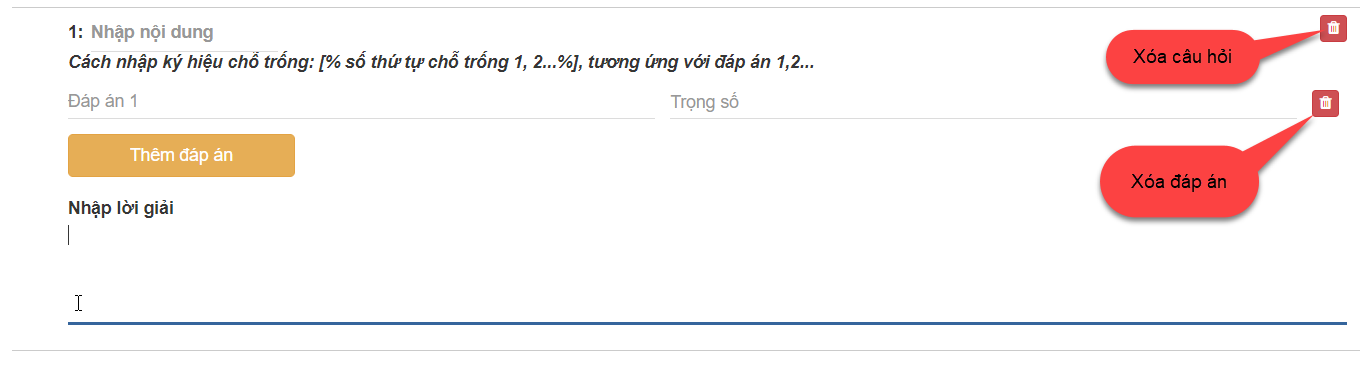 1: Nhập nội dung
Xóa câu hỏi
Cách nhập ký hiệu chỗ trống: [% số thứ tự chỗ trống 1, 2...%], tương ứng với đáp án 1,2...
Đáp án 1
Trọng số
Thêm đáp án
Xóa đáp án
Nhập lời giải